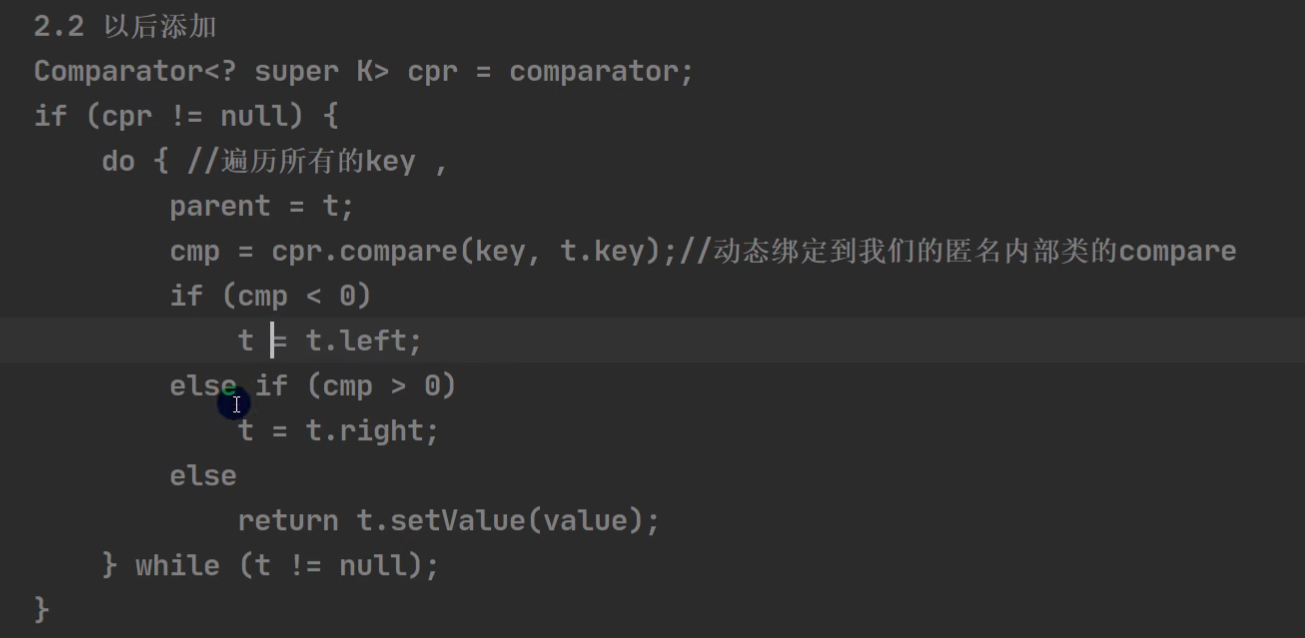 2.2 以后添加
Comparator<? super K> cpr = comparator;
if (cpr != null) {
do { //遍历所有的key ,
parent = t;
cmp = cpr.compare(key, t.key);//动态绑定到我们的匿名内部类的compare
if (cmp < 0)
t = t.left;
else if (cmp > 0)
t = t.right;
else
return t.setValue(value);
} while (t != null);
}